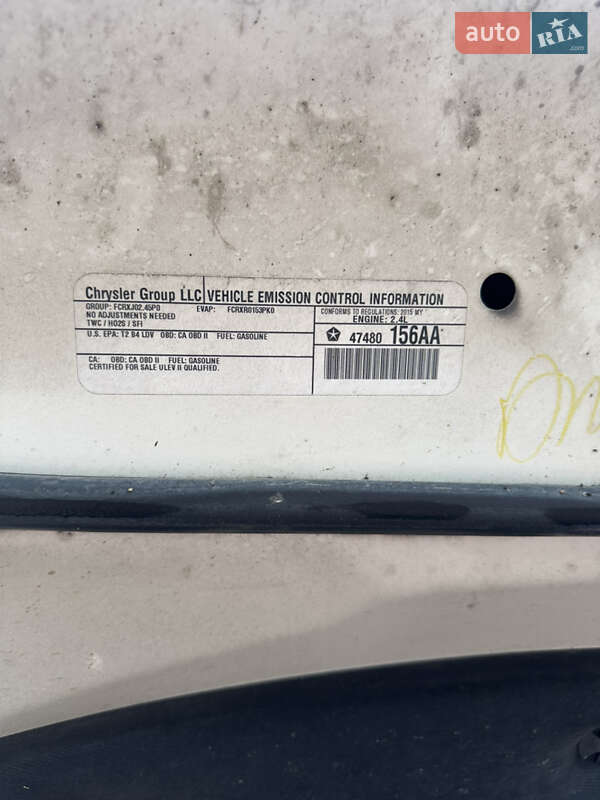 auto RIA .com
Chrysler Group LLC VEHICLE EMISSION CONTROL INFORMATION
GROUP: FCRXJ02.45P0 EVAP: FCRXR0153PK0
NO ADJUSTMENTS NEEDED
TWC / HO2S / SFI
CONFORMS TO REGULATIONS: 2015 MY
ENGINE: 2.4L
U.S. EPA: T2 B4 LDV OBD: CA OBD II FUEL: GASOLINE
47480 156AA
CA: OBD: CA OBD II FUEL: GASOLINE
CERTIFIED FOR SALE ULEV II QUALIFIED.